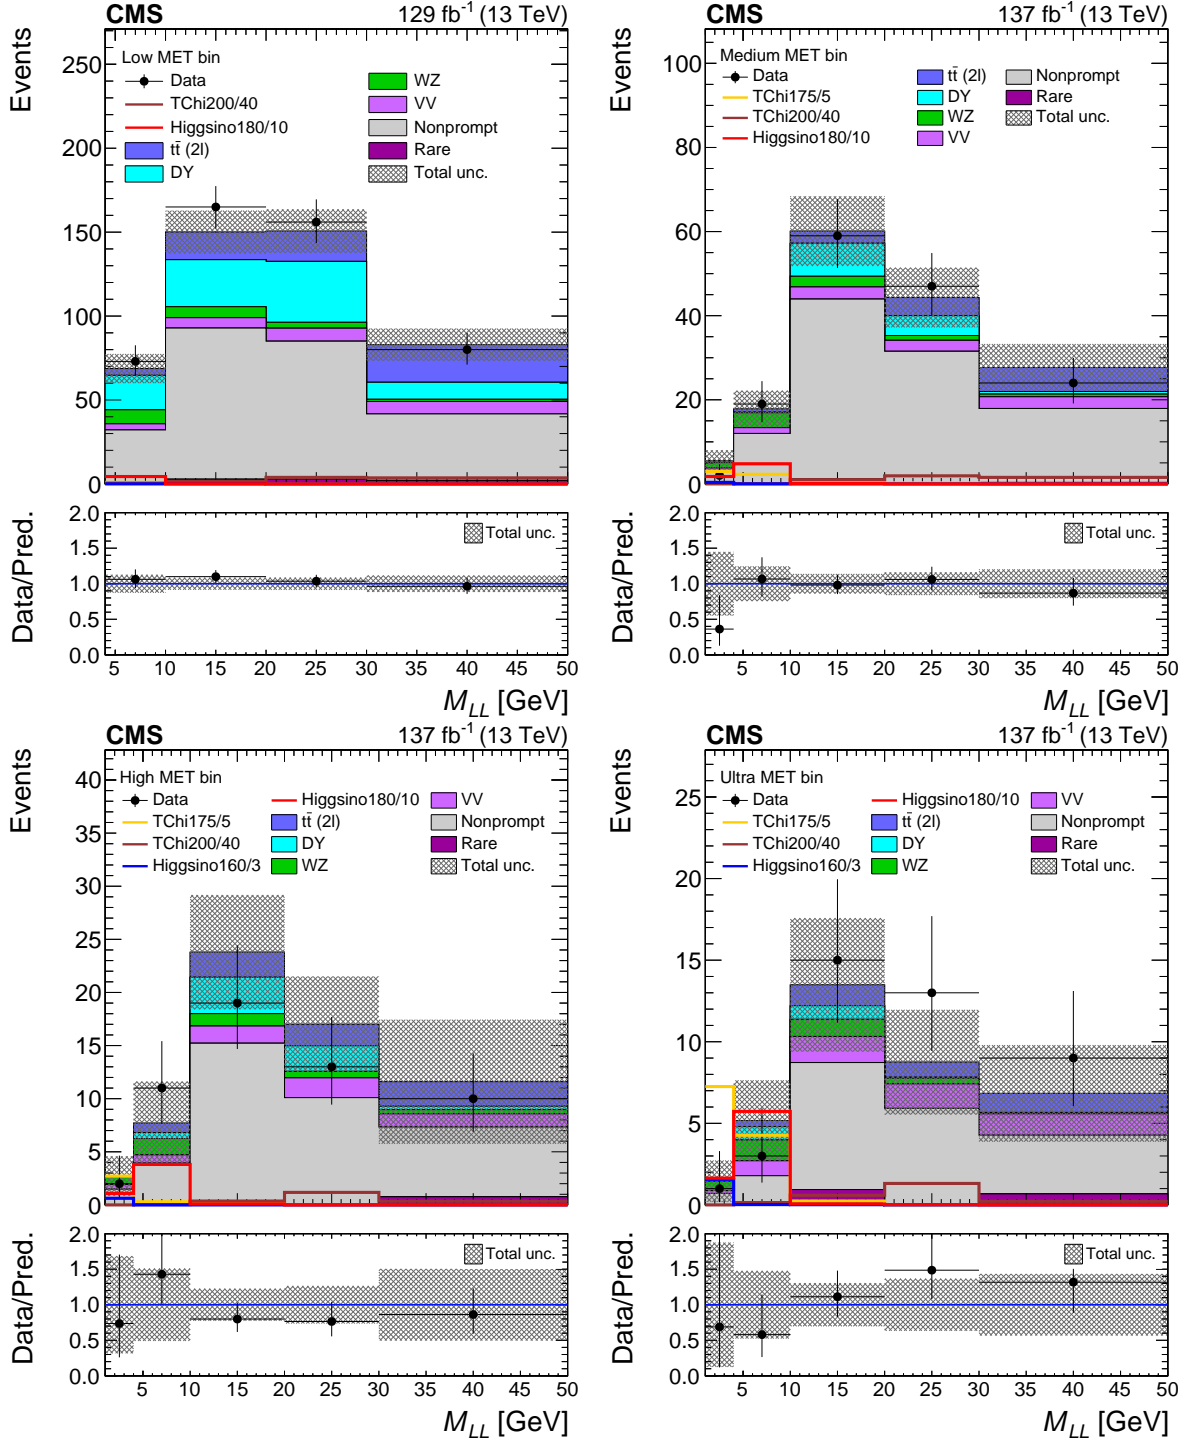 CMS 129 fb-1 (13 TeV)
Events
Low MET bin
Data
TChi200/40
Higgsino180/10
tt̄ (2l)
DY
WZ
VV
Nonprompt
Rare
Total unc.
250
200
150
100
50
0
Data/Pred.
Total unc.
2.0
1.5
1.0
0.5
0.0
5 10 15 20 25 30 35 40 45 50
M_LL [GeV]
CMS 137 fb-1 (13 TeV)
Events
Medium MET bin
Data
TChi175/5
TChi200/40
Higgsino180/10
tt̄ (2l)
DY
WZ
VV
Nonprompt
Rare
Total unc.
100
80
60
40
20
0
Data/Pred.
Total unc.
2.0
1.5
1.0
0.5
0.0
5 10 15 20 25 30 35 40 45 50
M_LL [GeV]
CMS 137 fb-1 (13 TeV)
Events
High MET bin
Data
TChi175/5
TChi200/40
Higgsino160/3
Higgsino180/10
tt̄ (2l)
DY
WZ
VV
Nonprompt
Rare
Total unc.
40
35
30
25
20
15
10
5
0
Data/Pred.
Total unc.
2.0
1.5
1.0
0.5
0.0
5 10 15 20 25 30 35 40 45 50
M_LL [GeV]
CMS 137 fb-1 (13 TeV)
Events
Ultra MET bin
Data
TChi175/5
TChi200/40
Higgsino160/3
Higgsino180/10
tt̄ (2l)
DY
WZ
VV
Nonprompt
Rare
Total unc.
25
20
15
10
5
0
Data/Pred.
Total unc.
2.0
1.5
1.0
0.5
0.0
5 10 15 20 25 30 35 40 45 50
M_LL [GeV]